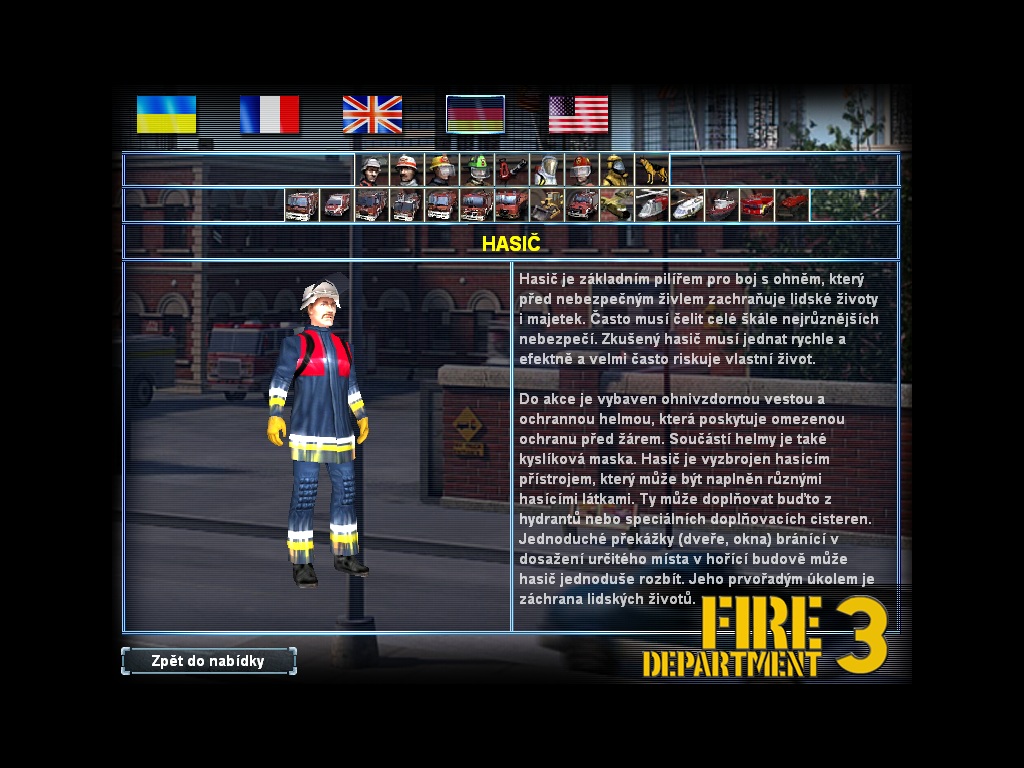 HASIČ
Hasič je základním pilířem pro boj s ohněm, který
před nebezpečným živlem zachraňuje lidské životy
i majetek. Často musí čelit celé škále nejrůznějších
nebezpečí. Zkušený hasič musí jednat rychle a
efektně a velmi často riskuje vlastní život.
Do akce je vybaven ohnivzdornou vestou a
ochrannou helmou, která poskytuje omezenou
ochranu před žárem. Součástí helmy je také
kyslíková maska. Hasič je vyzbrojen hasícím
přístrojem, který může být naplněn různými
hasícími látkami. Ty může doplňovat buďto z
hydrantů nebo speciálních doplňovacích cisteren.
Jednoduché překážky (dveře, okna) bránící v
dosažení určitého místa v hořící budově může
hasič jednoduše rozbít. Jeho prvořadým úkolem je
záchrana lidských životů.
FIRE
DEPARTMENT 3
Zpět do nabídky